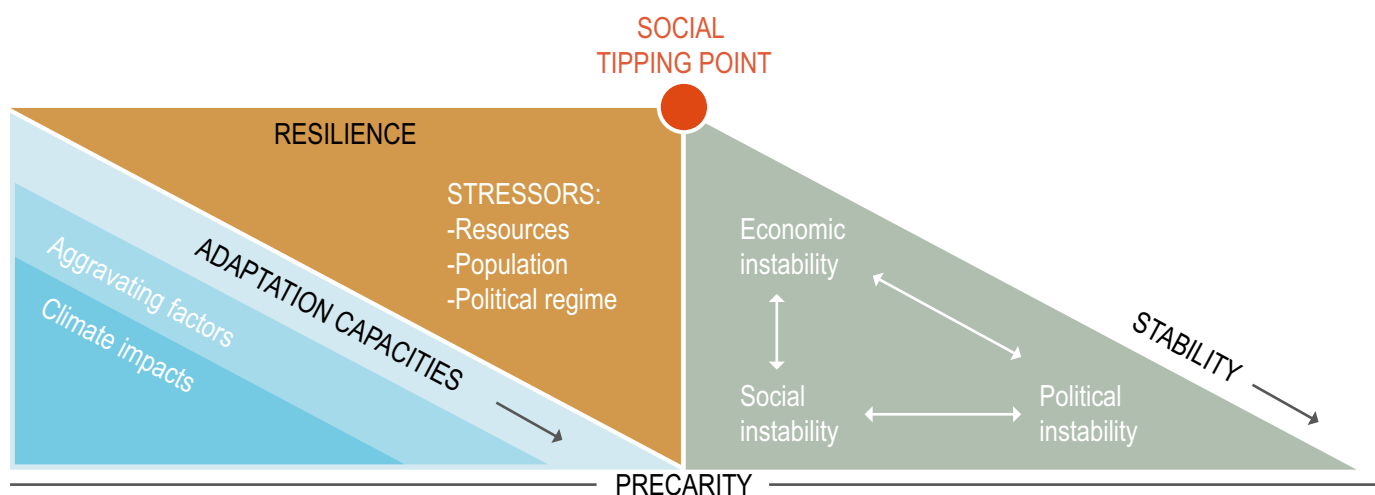 SOCIAL
TIPPING POINT
RESILIENCE
STRESSORS:
-Resources
-Population
-Political regime
ADAPTATION CAPACITIES
Aggravating factors
Climate impacts
Economic
instability
Social
instability
Political
instability
STABILITY
PRECARITY